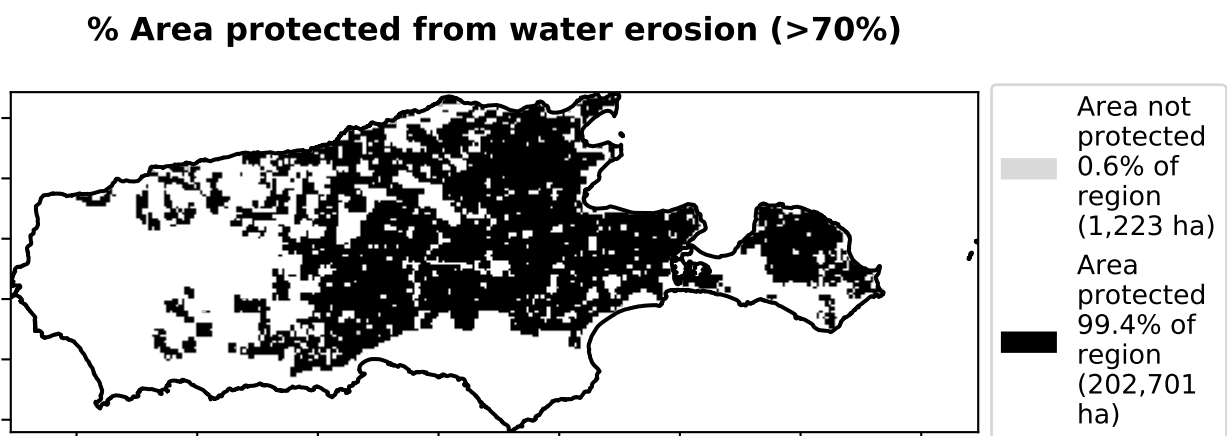 % Area protected from water erosion (>70%)
Area not
protected
0.6% of
region
(1,223 ha)
Area
protected
99.4% of
region
(202,701
ha)